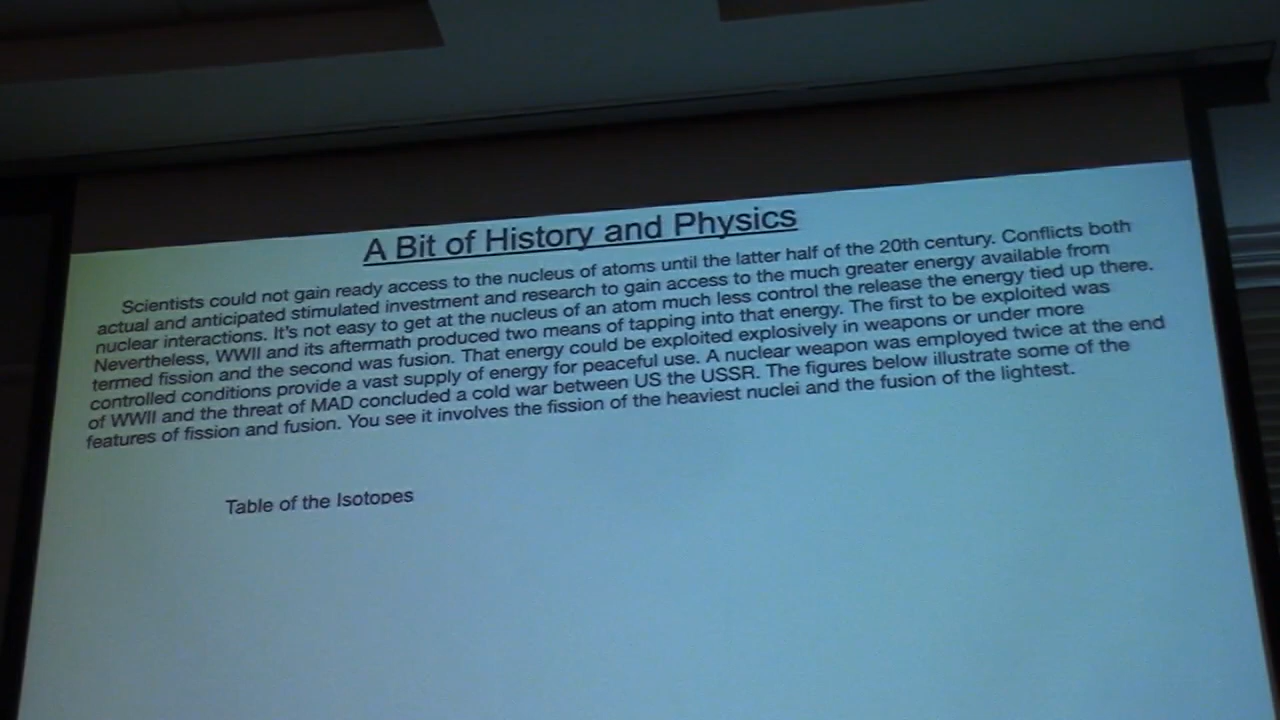 A Bit of History and Physics
Scientists could not gain ready access to the nucleus of atoms until the latter half of the 20th century. Conflicts both
actual and anticipated stimulated investment and research to gain access to the much greater energy available from
nuclear interactions. It's not easy to get at the nucleus of an atom much less control the release the energy tied up there.
Nevertheless, WWII and its aftermath produced two means of tapping into that energy. The first to be exploited was
termed fission and the second was fusion. That energy could be exploited explosively in weapons or under more
controlled conditions provide a vast supply of energy for peaceful use. A nuclear weapon was employed twice at the end
of WWII and the threat of MAD concluded a cold war between US the USSR. The figures below illustrate some of the
features of fission and fusion. You see it involves the fission of the heaviest nuclei and the fusion of the lightest.
Table of the Isotopes